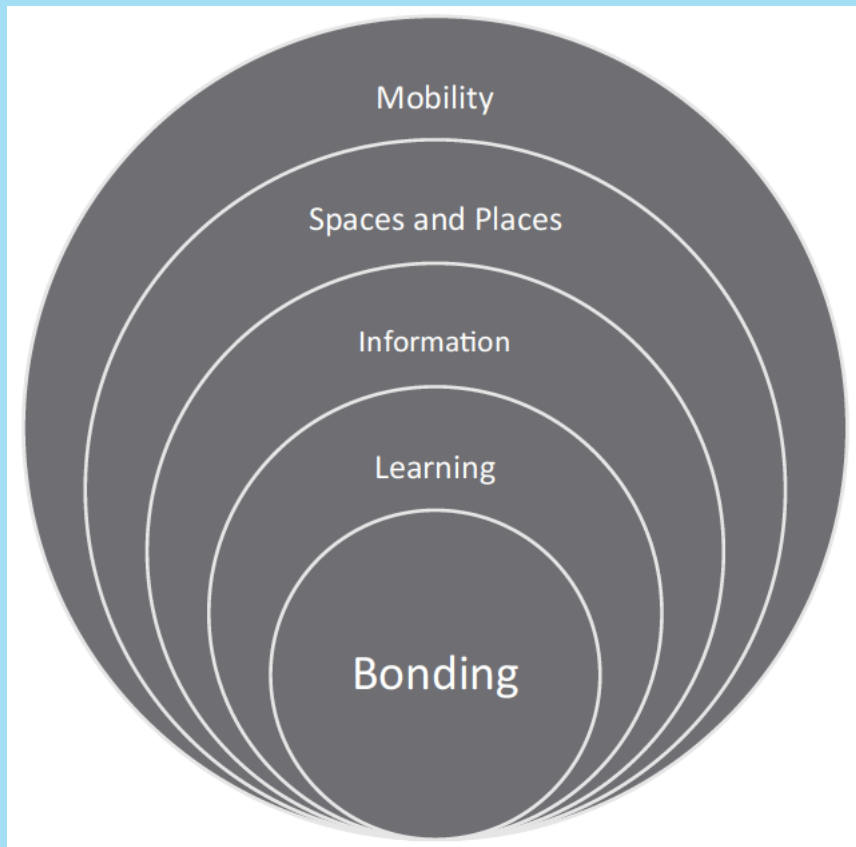 Mobility
Spaces and Places
Information
Learning
Bonding